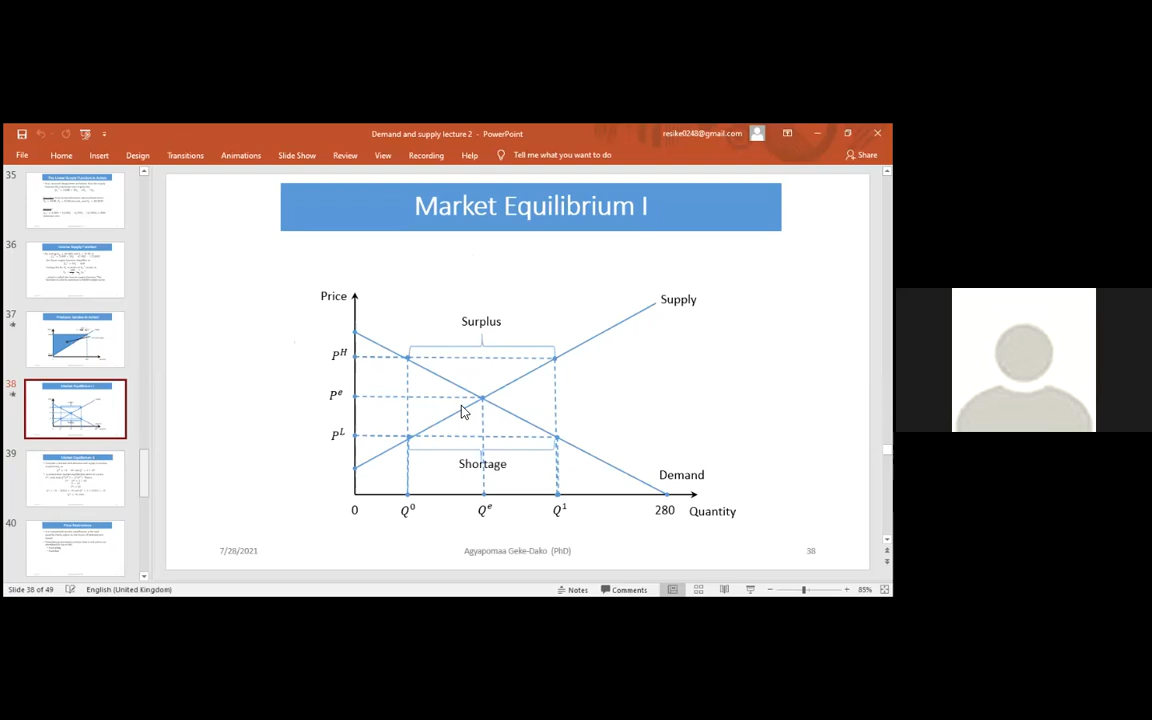 Demand and supply lecture 2 - PowerPoint
resike0248@gmail.com
File Home Insert Design Transitions Animations Slide Show Review View Recording Help Tell me what you want to do Share
35
36
37
38
39
40
Market Equilibrium I
Price
Supply
Surplus
P^H
P^e
P^L
Shortage
Demand
0 Q^0 Q^e Q^1 280 Quantity
7/28/2021 Agyapomaa Geke-Dako (PhD) 38
Slide 38 of 49 English (United Kingdom) Notes Comments 85%